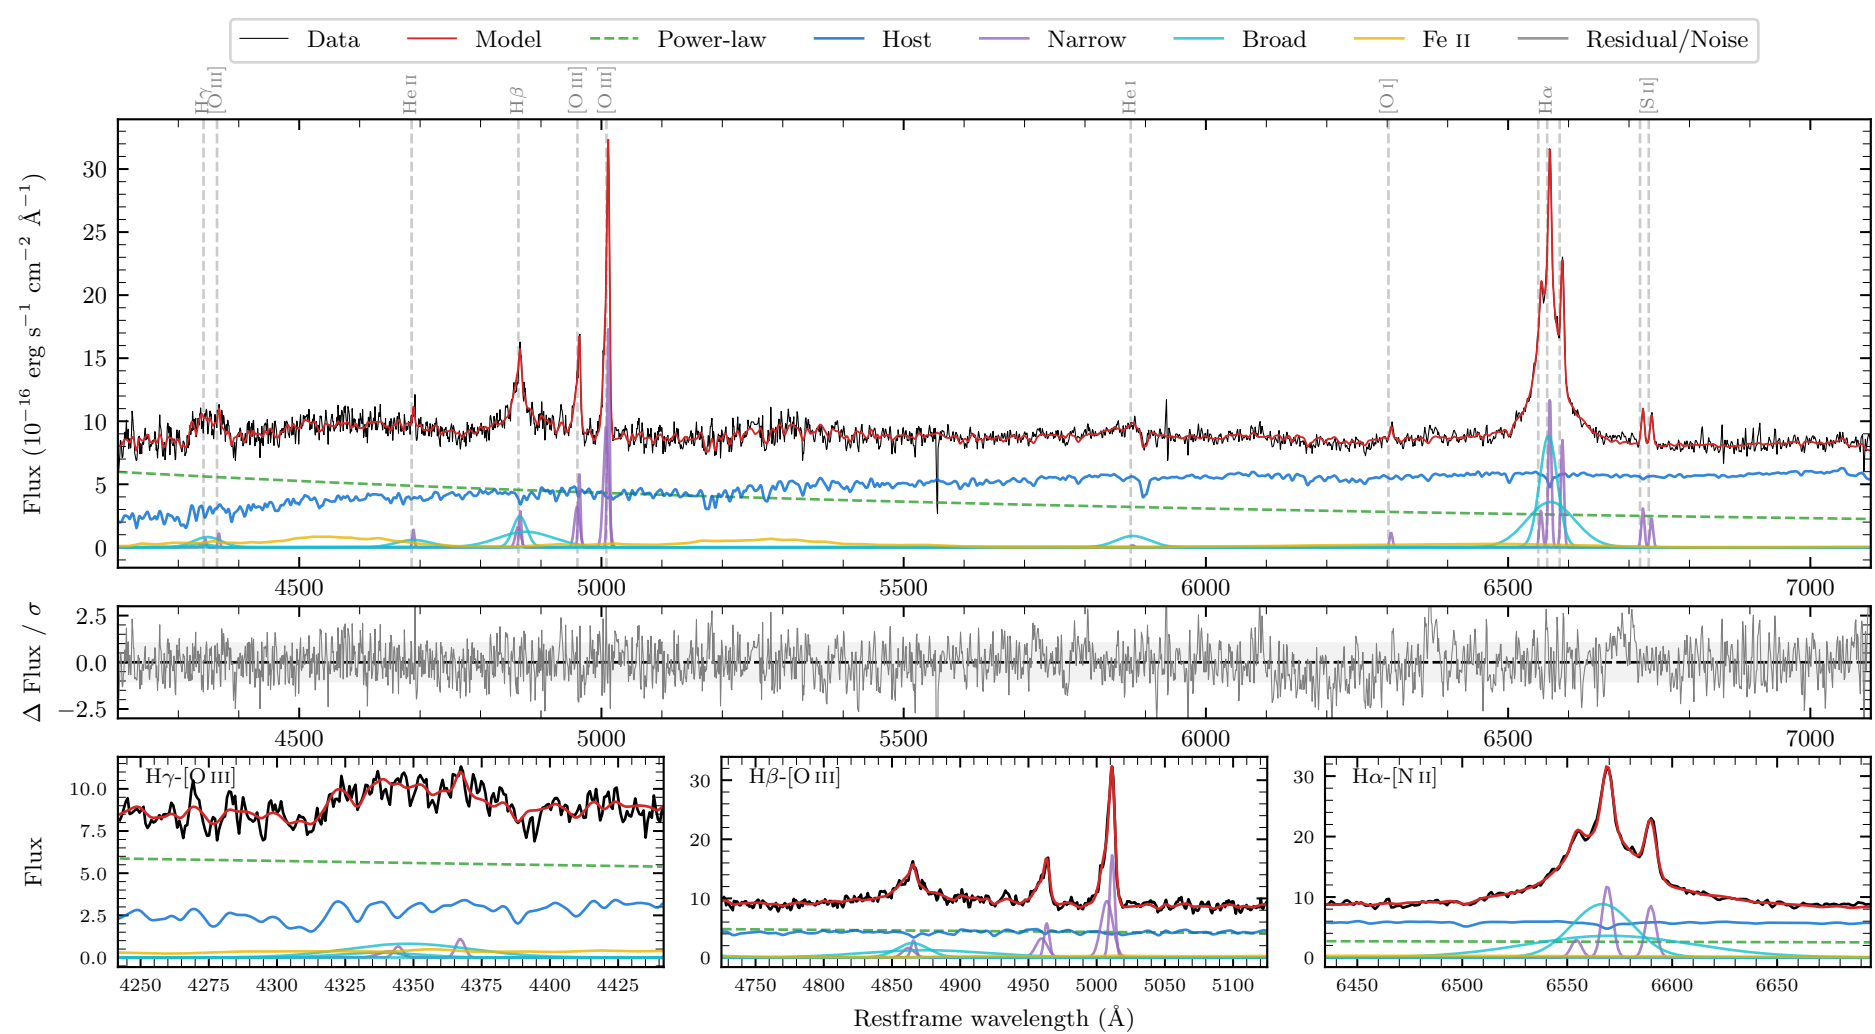 Data Model Power-law Host Narrow Broad Fe II Residual/Noise
Hγ [O III] He II Hβ [O III] [O III] He I [O I] Hα [S II]
Flux (10⁻¹⁶ erg s⁻¹ cm⁻² Å⁻¹)
30
25
20
15
10
5
0
4500 5000 5500 6000 6500 7000
Δ Flux / σ
2.5
0.0
−2.5
4500 5000 5500 6000 6500 7000
Flux
Hγ-[O III]
10.0
7.5
5.0
2.5
0.0
4250 4275 4300 4325 4350 4375 4400 4425
Hβ-[O III]
30
20
10
0
4750 4800 4850 4900 4950 5000 5050 5100
Hα-[N II]
30
20
10
0
6450 6500 6550 6600 6650
Restframe wavelength (Å)